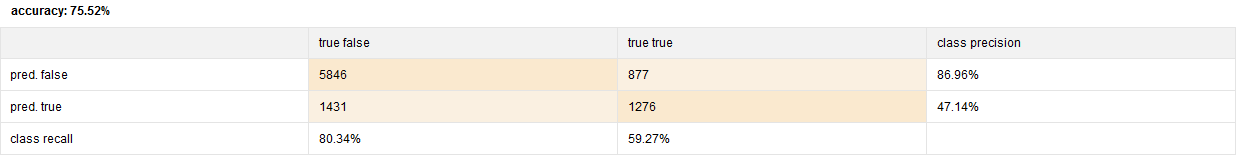 accuracy: 75.52%
true false true true class precision
pred. false 5846 877 86.96%
pred. true 1431 1276 47.14%
class recall 80.34% 59.27%